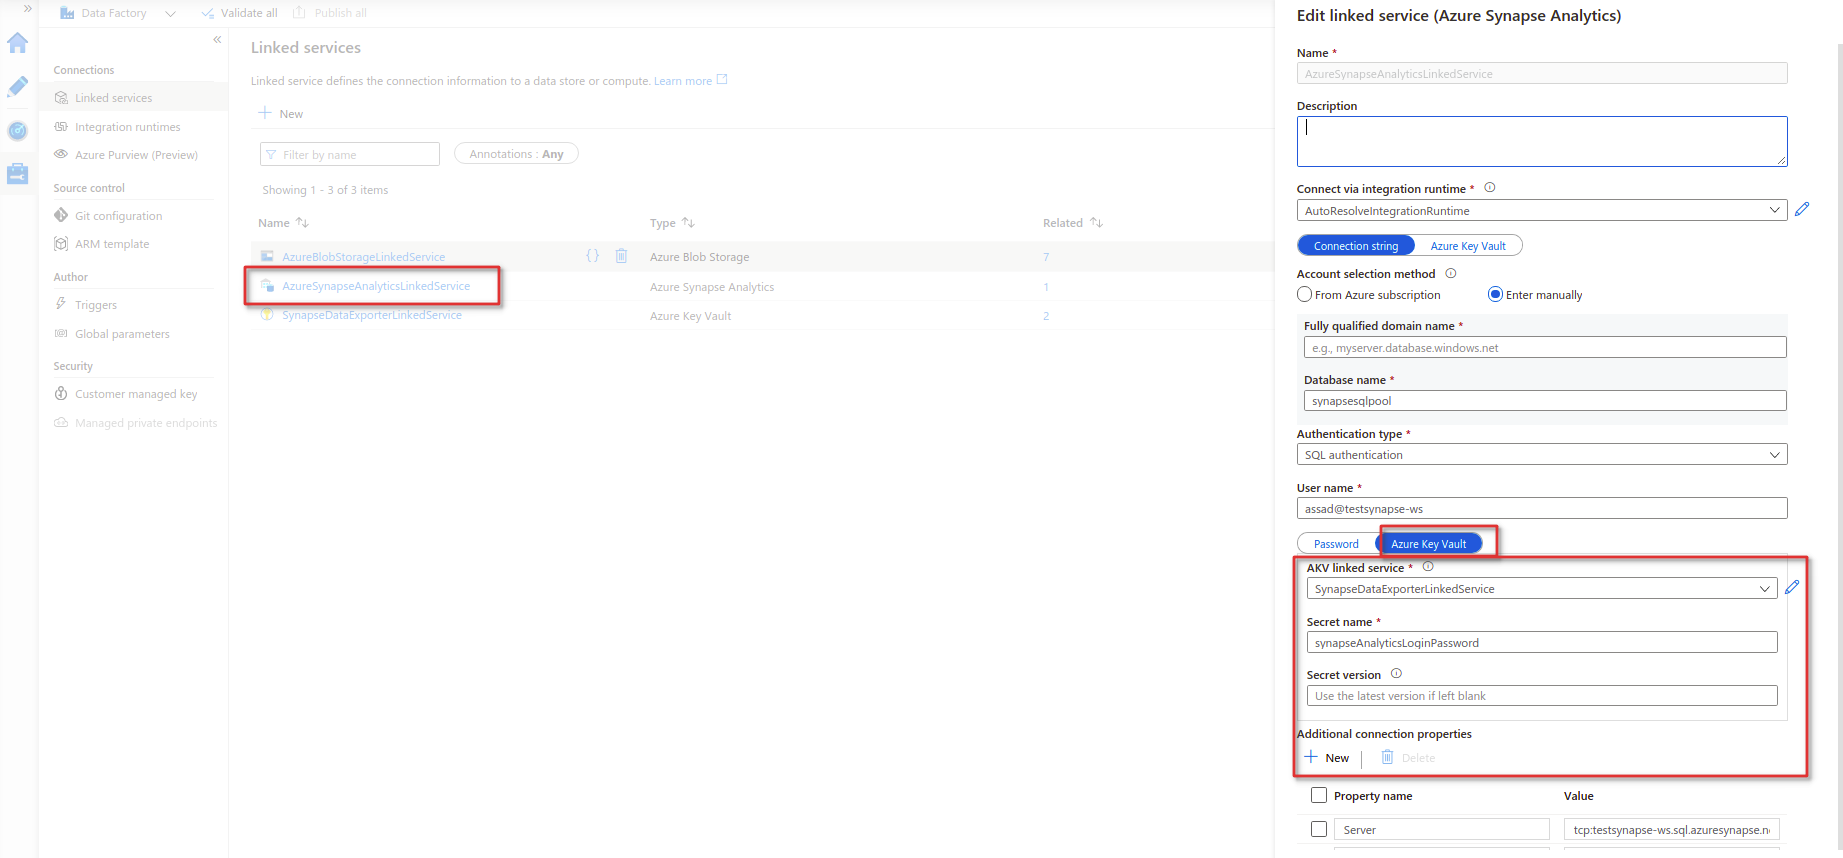 Data Factory
Validate all
Publish all
Connections
Linked services
Integration runtimes
Azure Purview (Preview)
Source control
Git configuration
ARM template
Author
Triggers
Global parameters
Security
Customer managed key
Managed private endpoints
Linked services
Linked service defines the connection information to a data store or compute. Learn more
New
Filter by name
Annotations : Any
Showing 1 - 3 of 3 items
Name Type Related
AzureBlobStorageLinkedService Azure Blob Storage 7
AzureSynapseAnalyticsLinkedService Azure Synapse Analytics 1
SynapseDataExporterLinkedService Azure Key Vault 2
Edit linked service (Azure Synapse Analytics)
Name *
AzureSynapseAnalyticsLinkedService
Description
Connect via integration runtime *
AutoResolveIntegrationRuntime
Connection string Azure Key Vault
Account selection method
From Azure subscription Enter manually
Fully qualified domain name *
e.g., myserver.database.windows.net
Database name *
synapsesqlpool
Authentication type *
SQL authentication
User name *
assad@testsynapse-ws
Password Azure Key Vault
AKV linked service *
SynapseDataExporterLinkedService
Secret name *
synapseAnalyticsLoginPassword
Secret version
Use the latest version if left blank
Additional connection properties
New Delete
Property name Value
Server tcp:testsynapse-ws.sql.azuresynapse.n